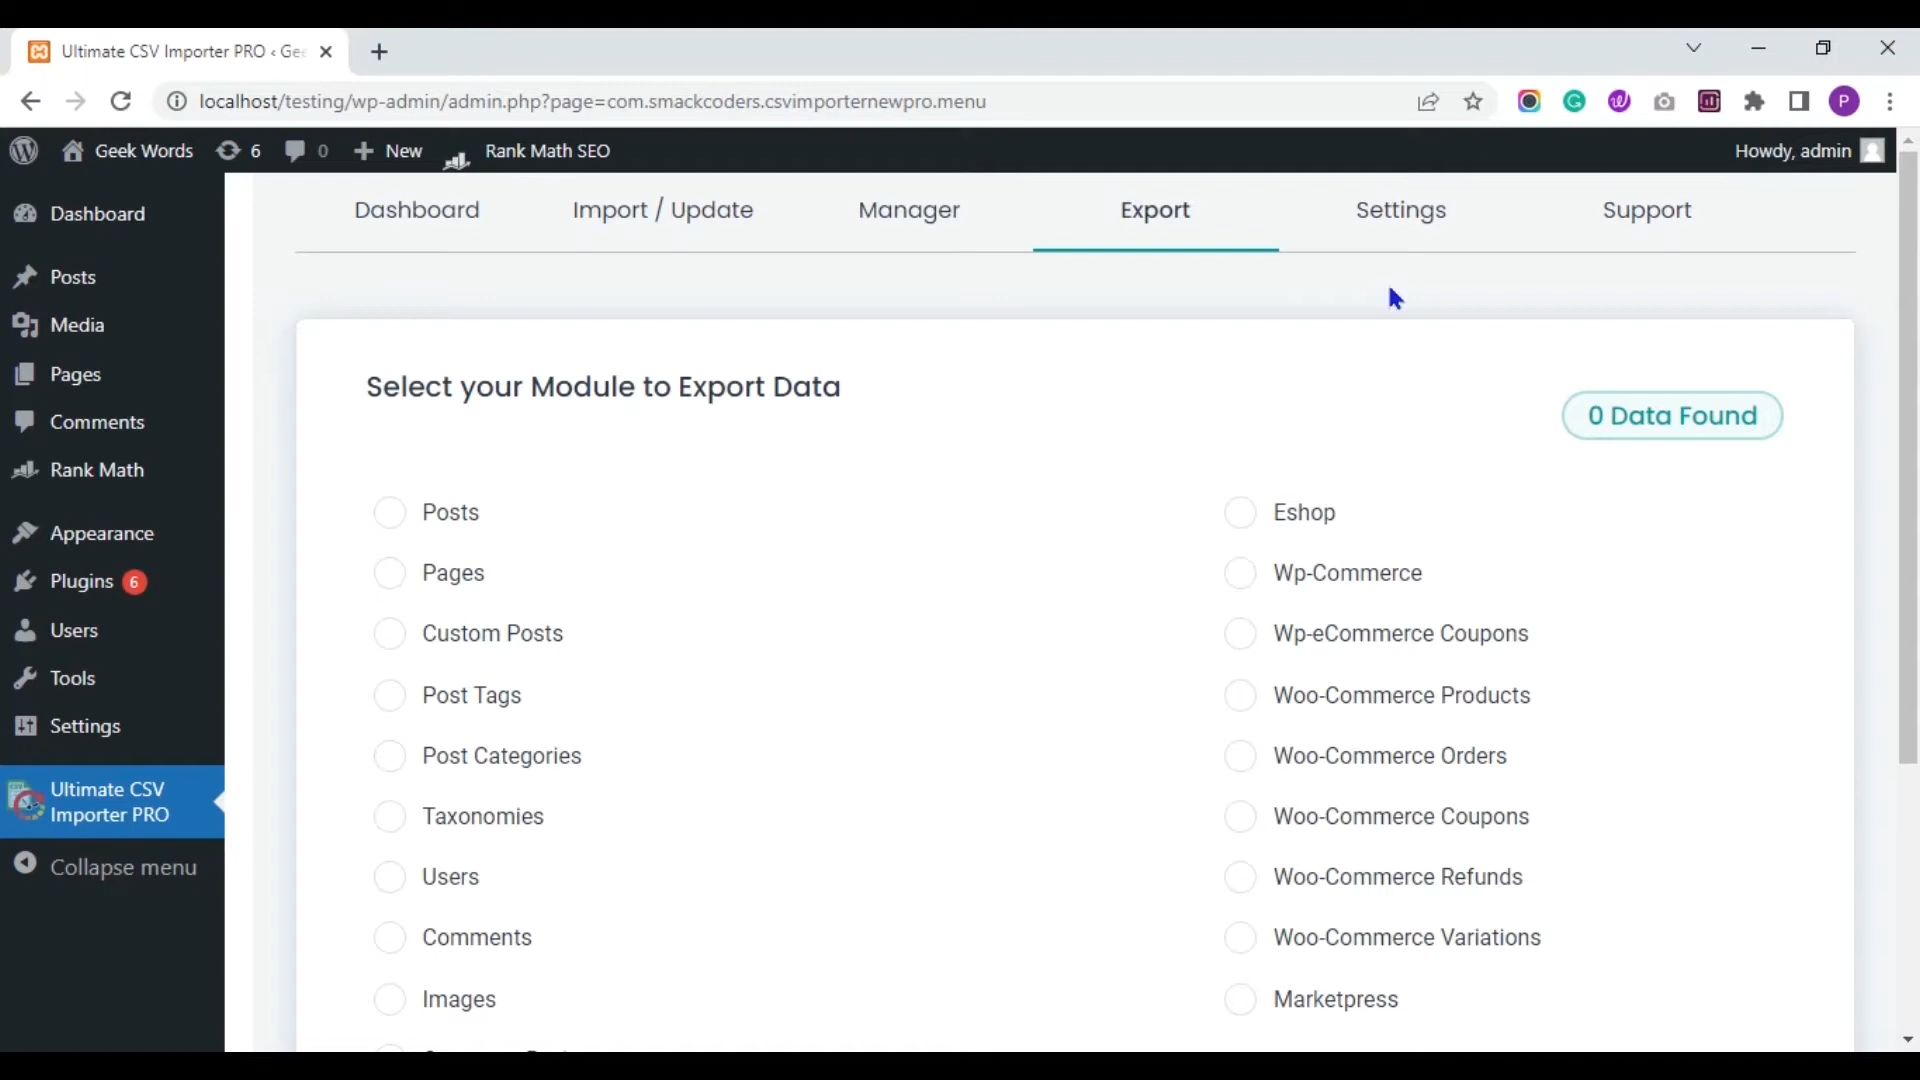 Ultimate CSV Importer PRO ‹ Gee
localhost/testing/wp-admin/admin.php?page=com.smackcoders.csvimporternewpro.menu
P
Geek Words
6
0
New
Rank Math SEO
Howdy, admin
Dashboard
Posts
Media
Pages
Comments
Rank Math
Appearance
Plugins 6
Users
Tools
Settings
Ultimate CSV
Importer PRO
Collapse menu
Dashboard
Import / Update
Manager
Export
Settings
Support
Select your Module to Export Data
0 Data Found
Posts
Pages
Custom Posts
Post Tags
Post Categories
Taxonomies
Users
Comments
Images
Eshop
Wp-Commerce
Wp-eCommerce Coupons
Woo-Commerce Products
Woo-Commerce Orders
Woo-Commerce Coupons
Woo-Commerce Refunds
Woo-Commerce Variations
Marketpress